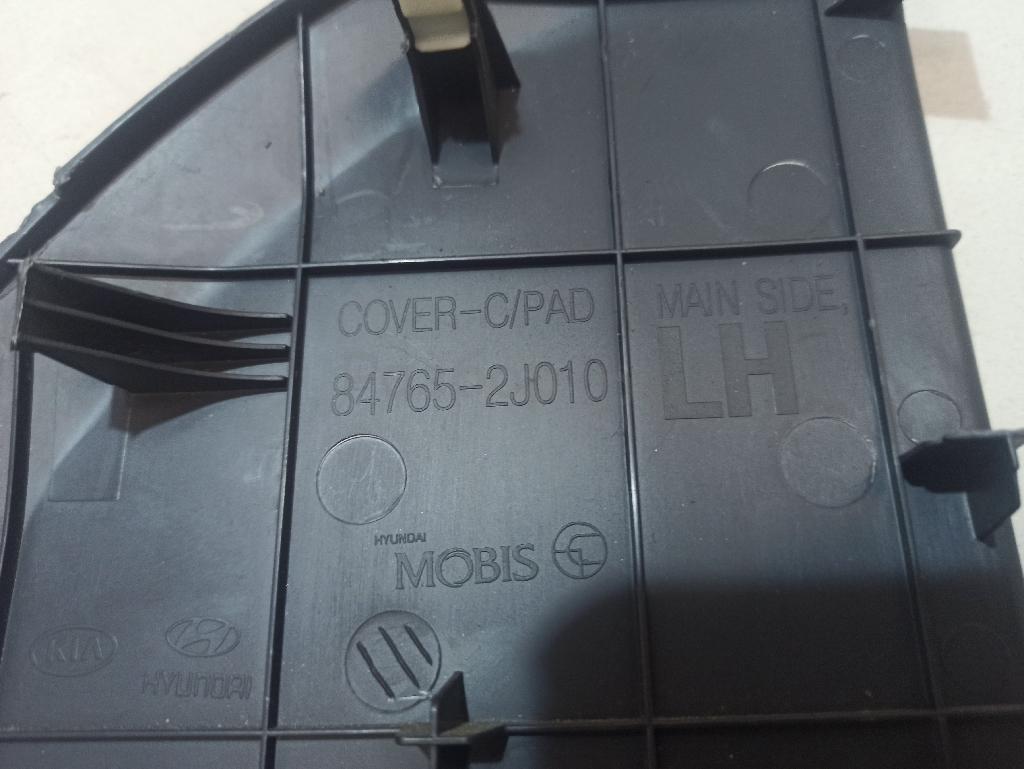 COVER-C/PAD
84765-2J010
MAIN SIDE,
LH
HYUNDAI
MOBIS
KIA
HYUNDAI